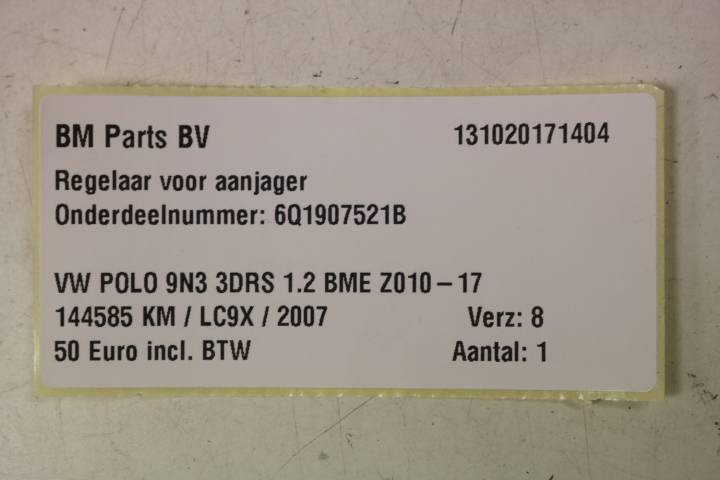 BM Parts BV 131020171404
Regelaar voor aanjager
Onderdeelnummer: 6Q1907521B
VW POLO 9N3 3DRS 1.2 BME Z010-17
144585 KM / LC9X / 2007 Verz: 8
50 Euro incl. BTW Aantal: 1